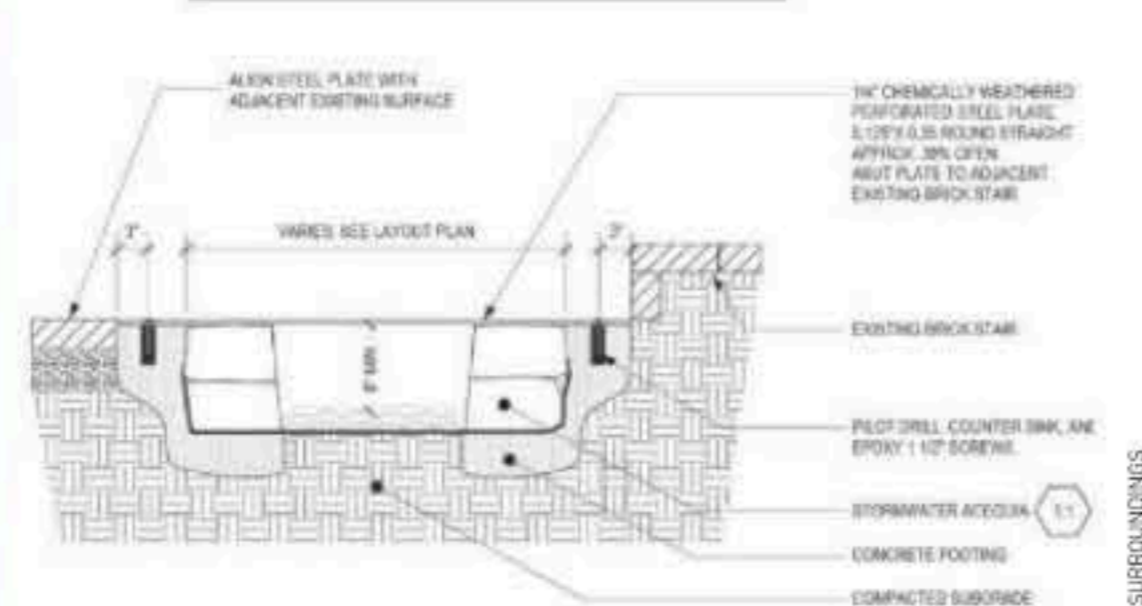 ALIGN STEEL PLATE WITH
ADJACENT EXISTING SURFACE
1/4" CHEMICALLY WEATHERED
PERFORATED STEEL PLATE
ROUND STRAIGHT
APPROX. OPEN
ABUT PLATE TO ADJACENT
EXISTING BRICK STAIR
3"
VARIES, SEE LAYOUT PLAN
3"
8" MIN
EXISTING BRICK STAIR
PILOT DRILL, COUNTER SINK, AND
EPOXY 1 1/2" SCREWS
STORMWATER ACEQUIA
CONCRETE FOOTING
COMPACTED SUBGRADE
SURROUNDINGS